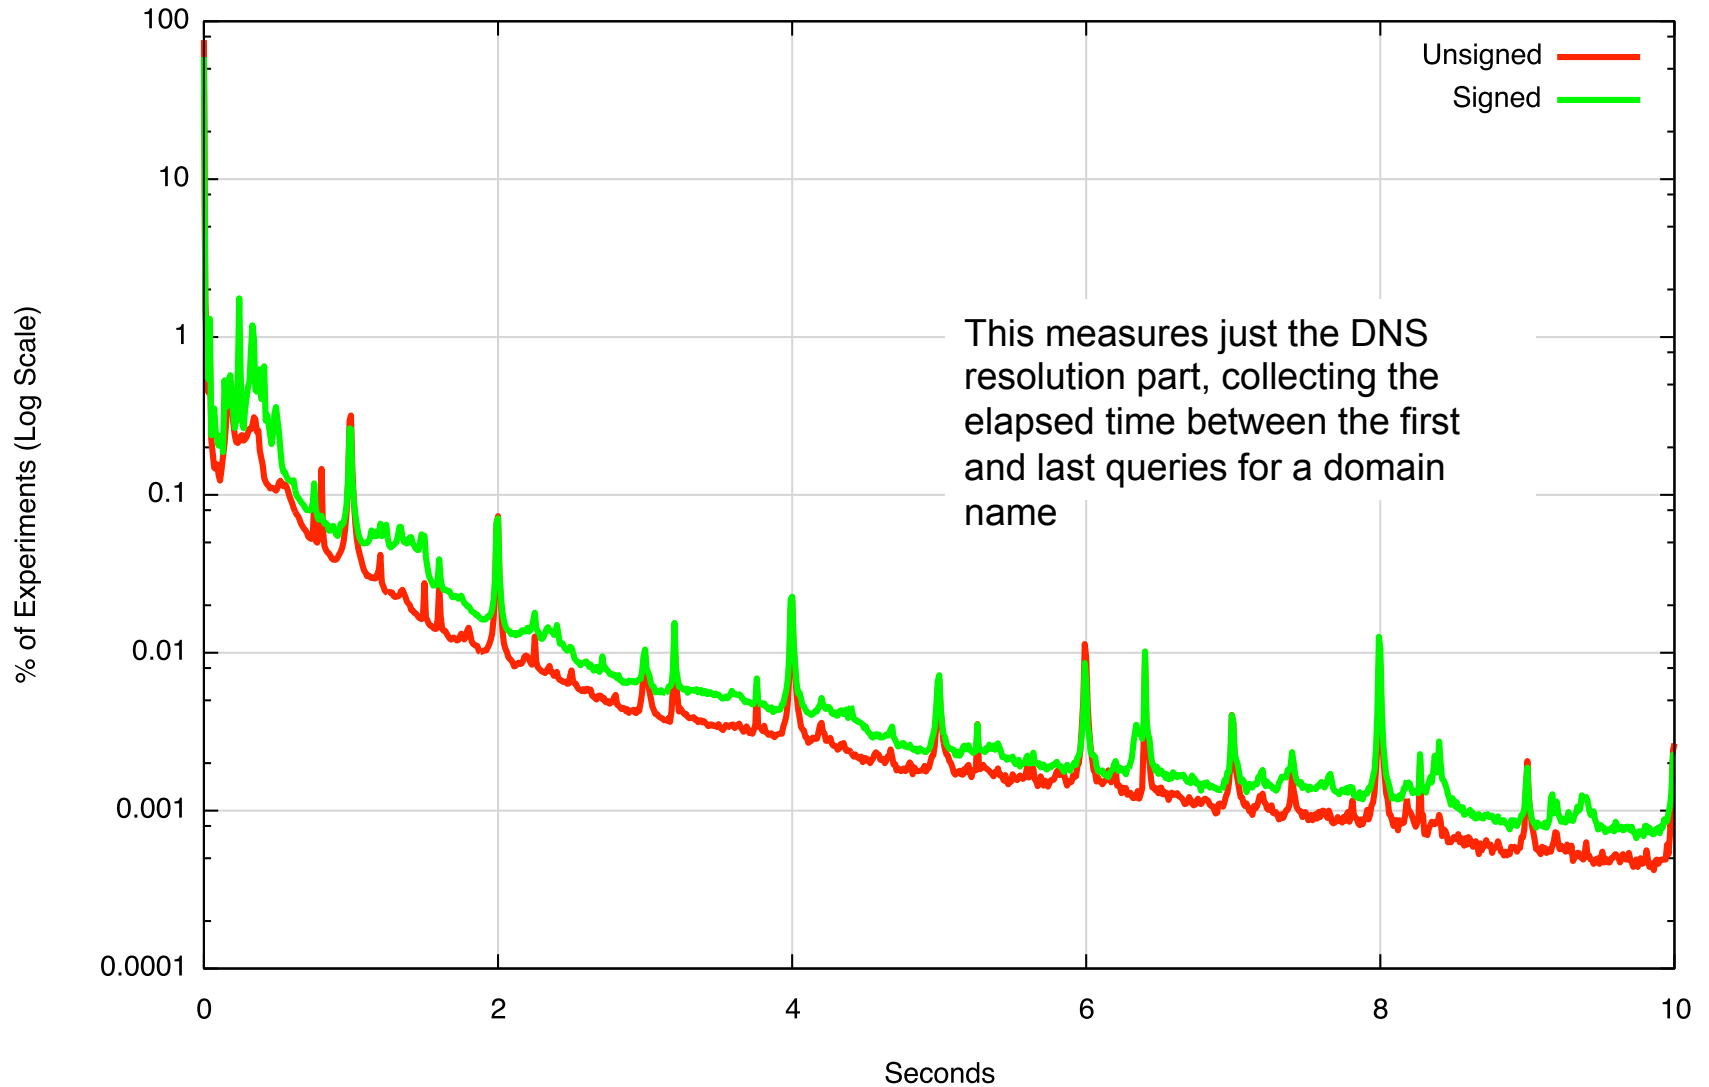 100
10
1
0.1
0.01
0.001
0.0001
% of Experiments (Log Scale)
Unsigned
Signed
This measures just the DNS
resolution part, collecting the
elapsed time between the first
and last queries for a domain
name
0 2 4 6 8 10
Seconds